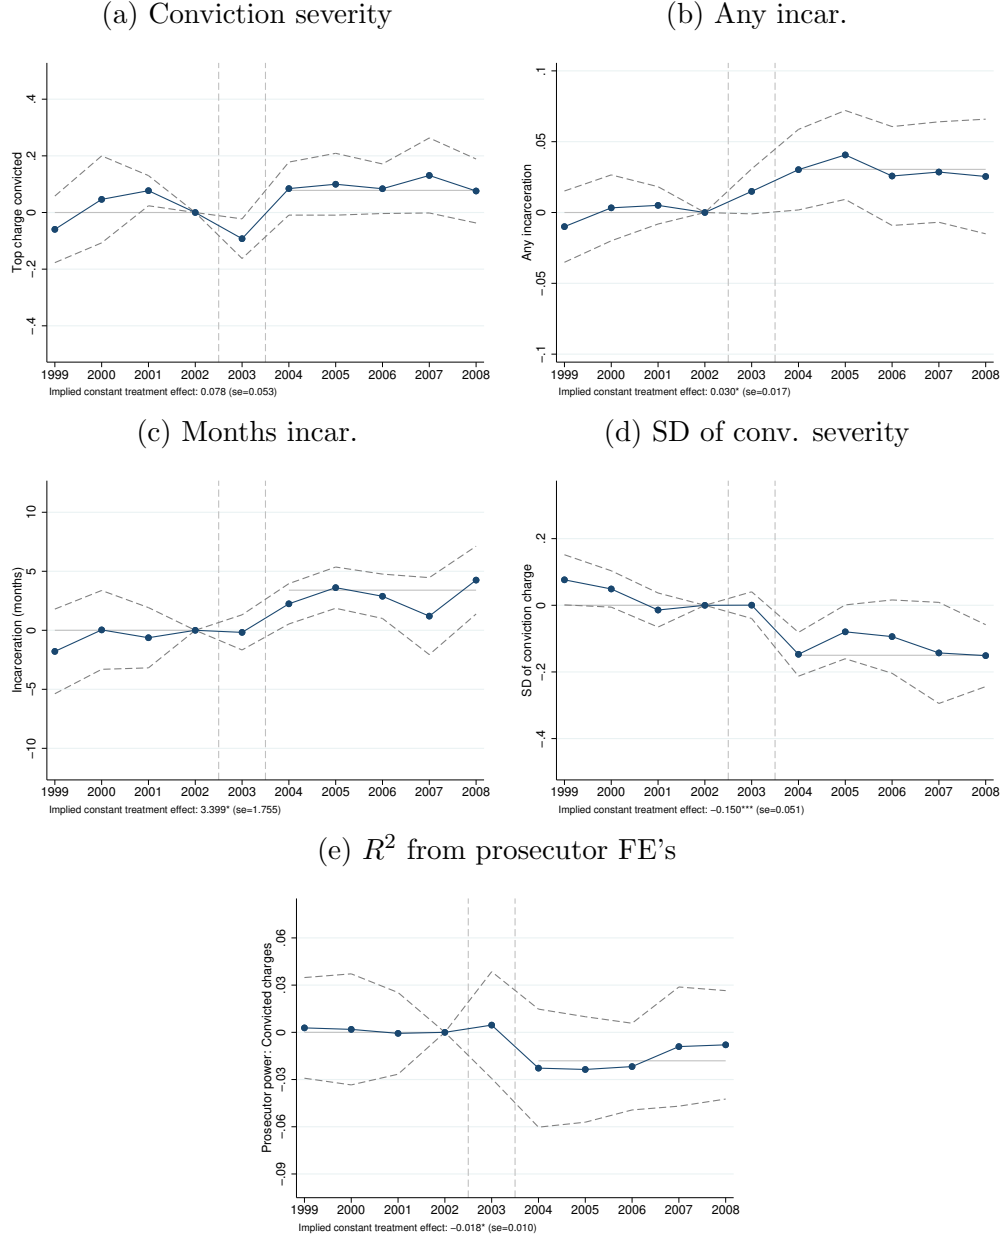 (a) Conviction severity
(b) Any incar.
Top charge convicted
.4
.2
0
−.2
−.4
1999 2000 2001 2002 2003 2004 2005 2006 2007 2008
Implied constant treatment effect: 0.078 (se=0.053)
Any incarceration
.1
.05
0
−.05
−.1
1999 2000 2001 2002 2003 2004 2005 2006 2007 2008
Implied constant treatment effect: 0.030* (se=0.017)
(c) Months incar.
(d) SD of conv. severity
Incarceration (months)
10
5
0
−5
−10
1999 2000 2001 2002 2003 2004 2005 2006 2007 2008
Implied constant treatment effect: 3.399* (se=1.755)
SD of conviction charge
.2
0
−.2
−.4
1999 2000 2001 2002 2003 2004 2005 2006 2007 2008
Implied constant treatment effect: −0.150*** (se=0.051)
(e) R² from prosecutor FE's
Prosecutor power: Convicted charges
.06
.03
0
−.03
−.06
−.09
1999 2000 2001 2002 2003 2004 2005 2006 2007 2008
Implied constant treatment effect: −0.018* (se=0.010)